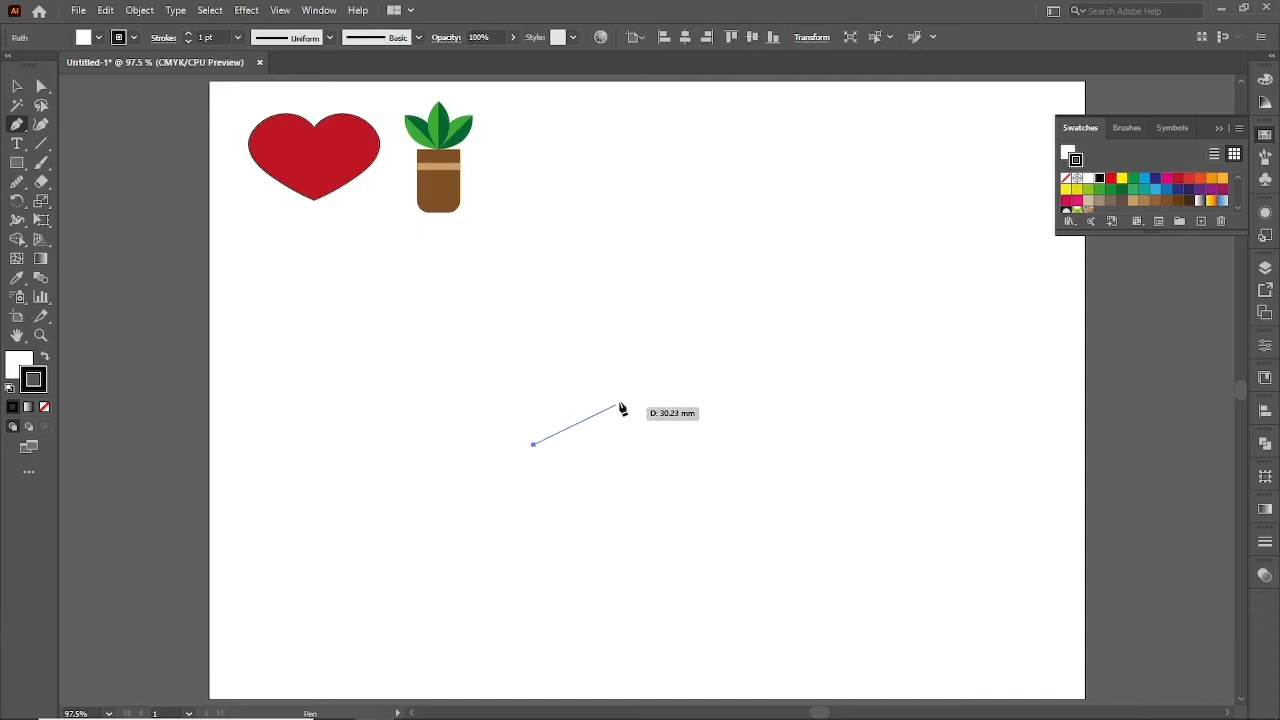 Ai File Edit Object Type Select Effect View Window Help Search Adobe Help
Path Stroke: 1 pt Uniform Basic Opacity: 100% Style: Transform
Untitled-1* @ 97.5 % (CMYK/CPU Preview)
Swatches Brushes Symbols
D: 30.23 mm
97.5% 1 Pen